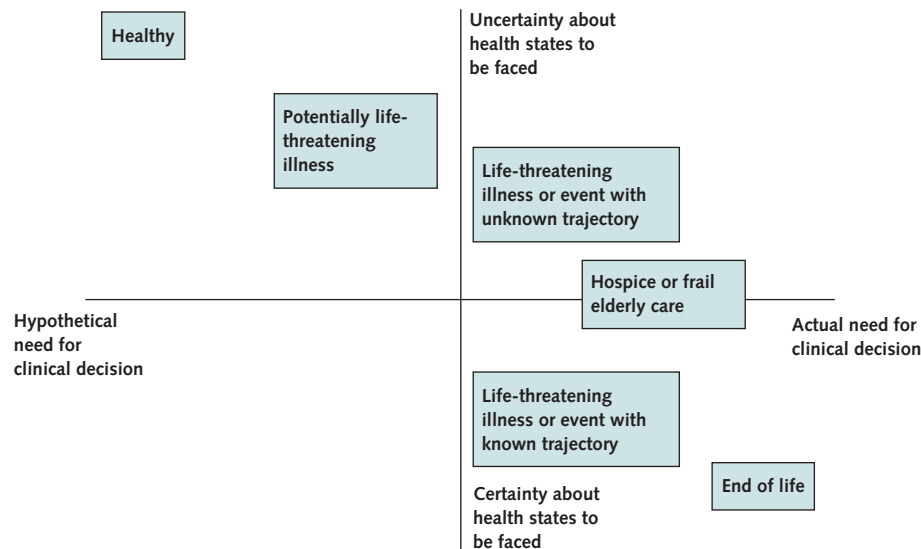 Healthy
Uncertainty about
health states to
be faced
Potentially life-
threatening
illness
Life-threatening
illness or event with
unknown trajectory
Hospice or frail
elderly care
Hypothetical
need for
clinical decision
Actual need for
clinical decision
Life-threatening
illness or event with
known trajectory
End of life
Certainty about
health states to
be faced